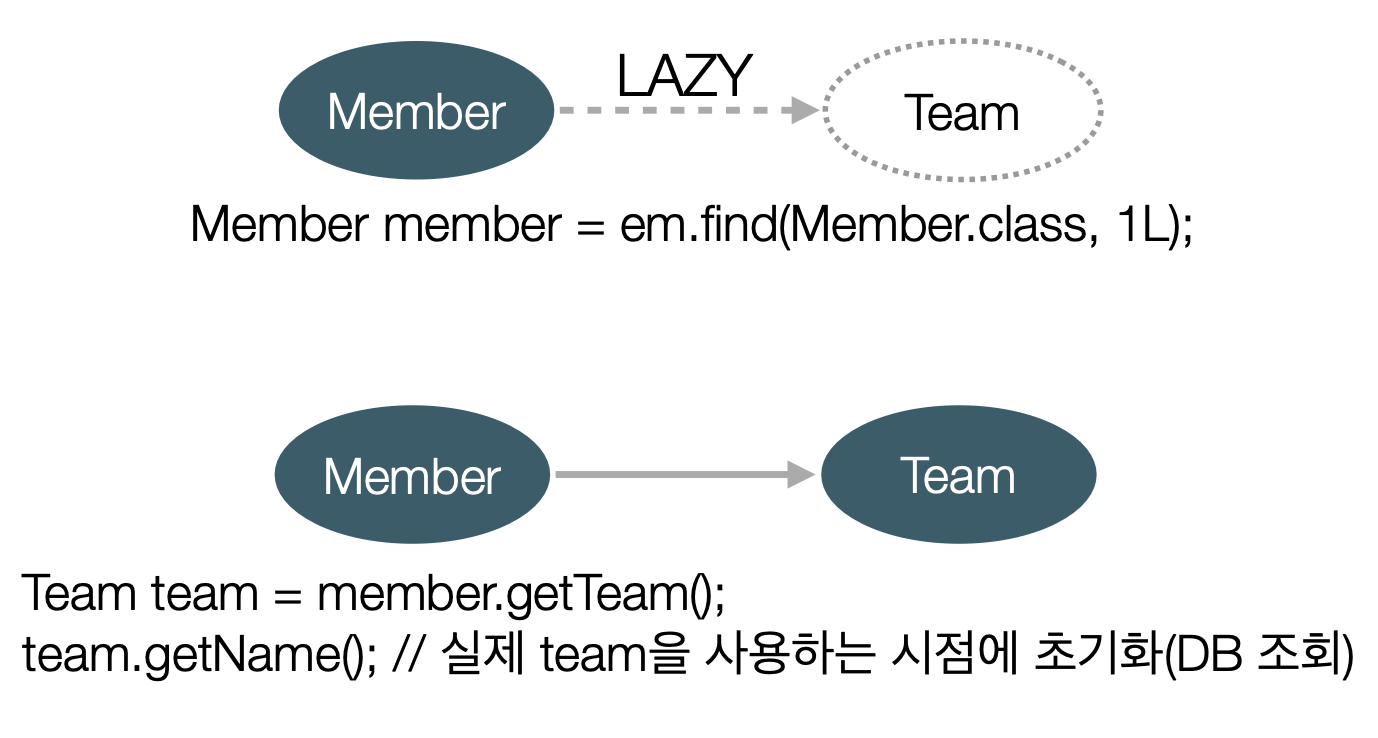 LAZY
Member
Team
Member member = em.find(Member.class, 1L);
Member
Team
Team team = member.getTeam();
team.getName(); // 실제 team을 사용하는 시점에 초기화(DB 조회)